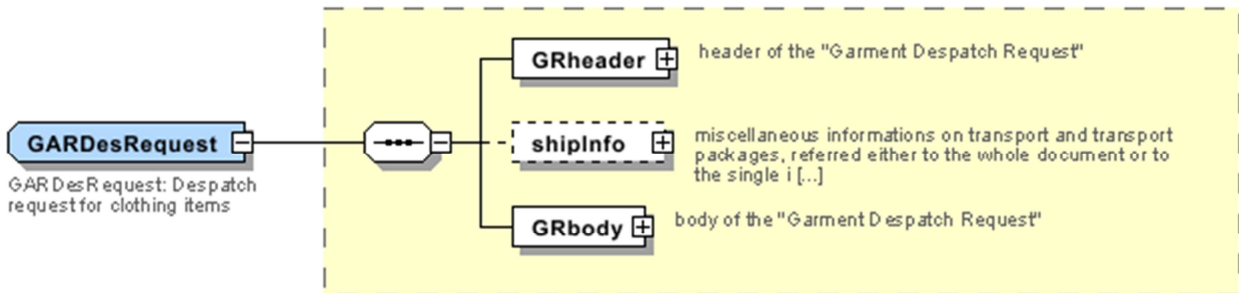 GRheader
header of the "Garment Despatch Request"
GARDesRequest
shipInfo
miscellaneous informations on transport and transport
packages, referred either to the whole document or to
the single i [...]
GARDesRequest: Despatch
request for clothing items
GRbody
body of the "Garment Despatch Request"